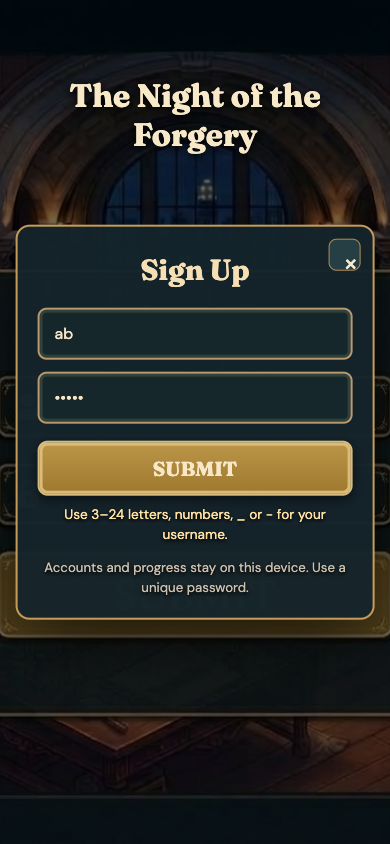 The Night of the
Forgery
×
Sign Up
ab
•••••
SUBMIT
Use 3–24 letters, numbers, _ or - for your
username.
Accounts and progress stay on this device. Use a
unique password.